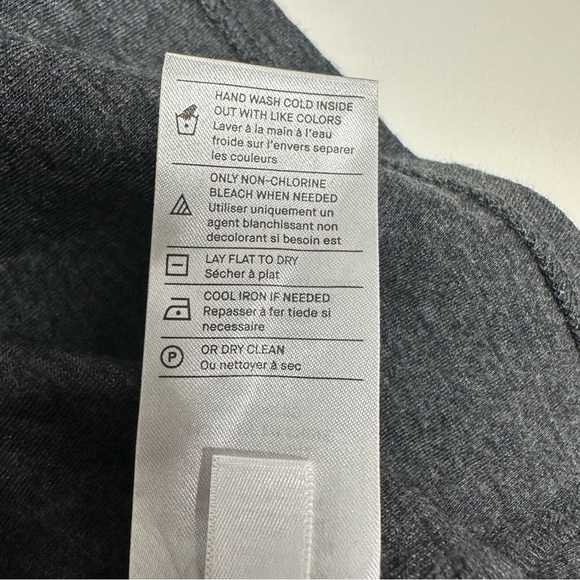 HAND WASH COLD INSIDE
OUT WITH LIKE COLORS
Laver à la main à l'eau
froide sur l'envers separer
les couleurs
ONLY NON-CHLORINE
BLEACH WHEN NEEDED
Utiliser uniquement un
agent blanchissant non
decolorant si besoin est
LAY FLAT TO DRY
Sécher à plat
COOL IRON IF NEEDED
Repasser à fer tiede si
necessaire
P
OR DRY CLEAN
Ou nettoyer à sec